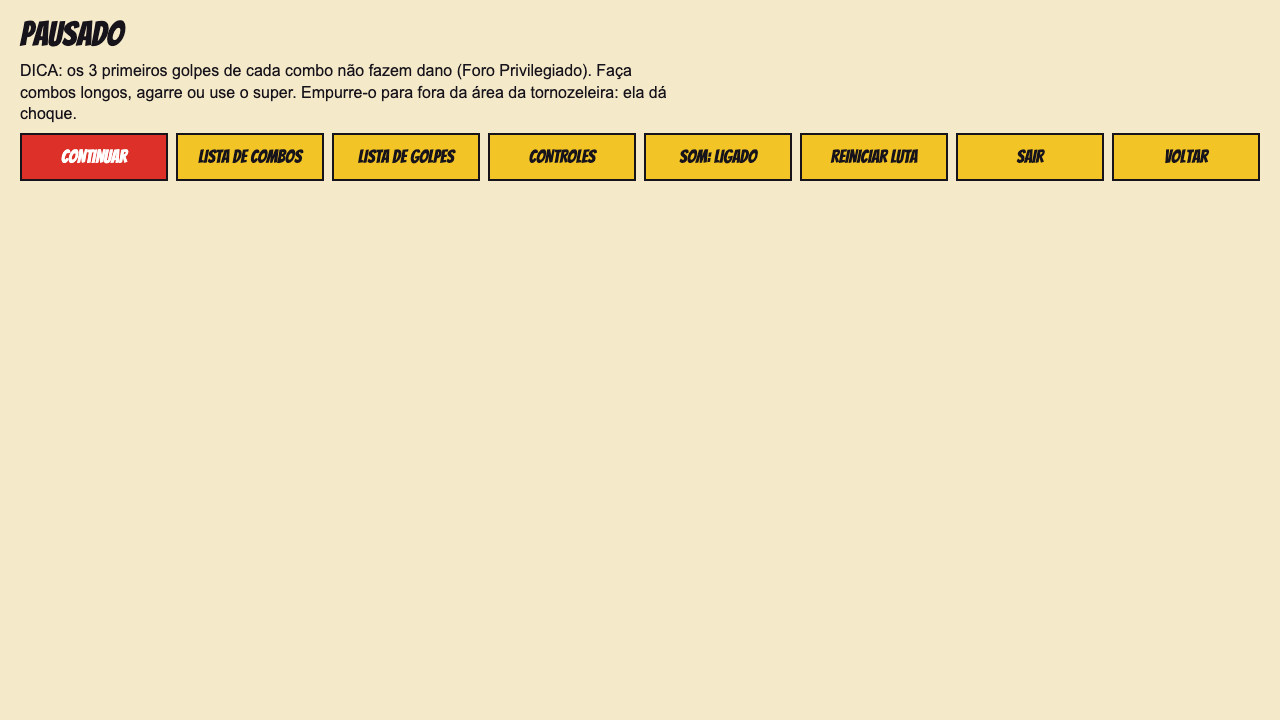 PAUSADO
DICA: os 3 primeiros golpes de cada combo não fazem dano (Foro Privilegiado). Faça
combos longos, agarre ou use o super. Empurre-o para fora da área da tornozeleira: ela dá
choque.
CONTINUAR
LISTA DE COMBOS
LISTA DE GOLPES
CONTROLES
SOM: LIGADO
REINICIAR LUTA
SAIR
VOLTAR